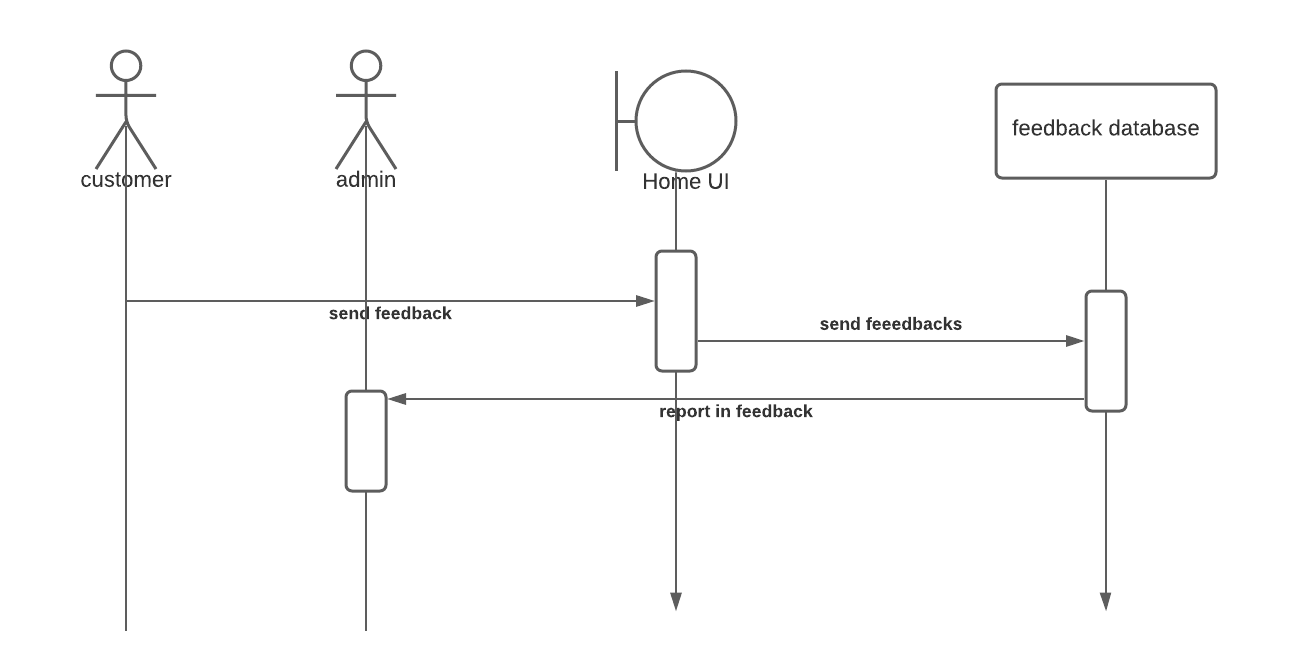 customer
admin
Home UI
feedback database
send feedback
send feeedbacks
report in feedback